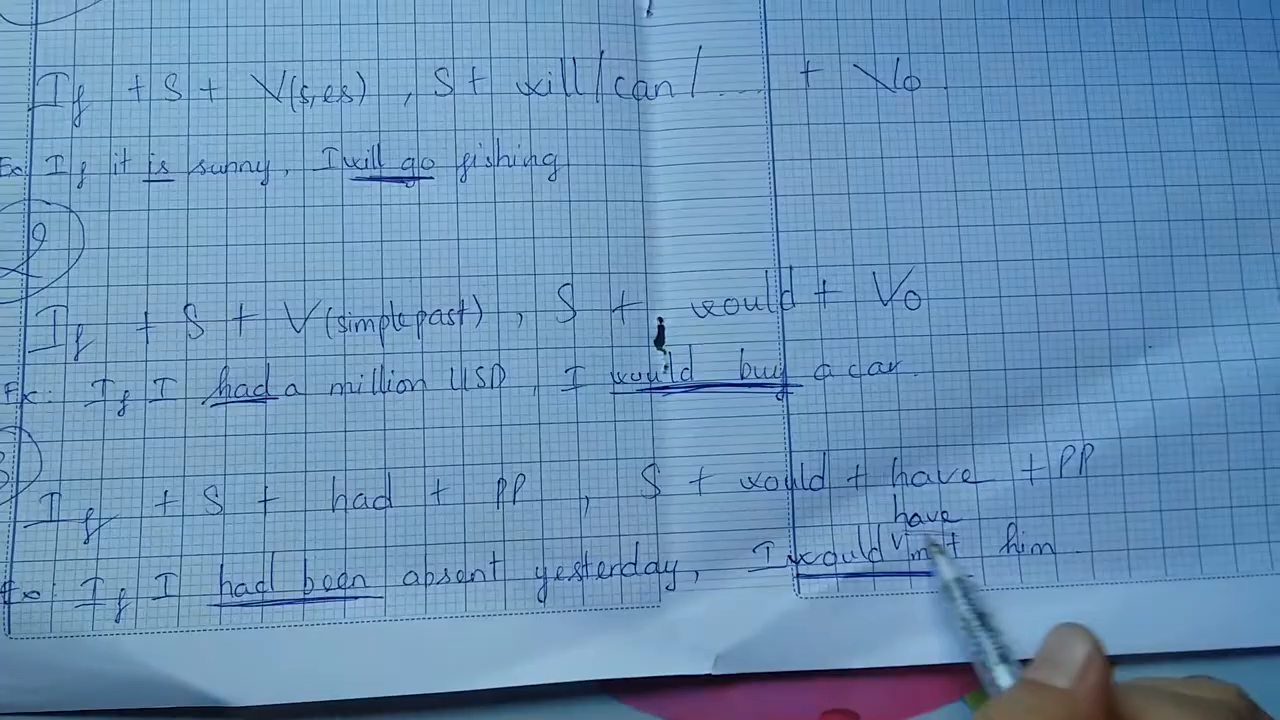 If + S + V(s,es) , S + will/can/.... + Vo
Ex: If it is sunny, I will go fishing
2
If + S + V(simple past) , S + would + Vo
Ex: If I had a million USD, I would buy a car.
3
If + S + had + PP , S + would + have + PP
have
Ex: If I had been absent yesterday, I would met him